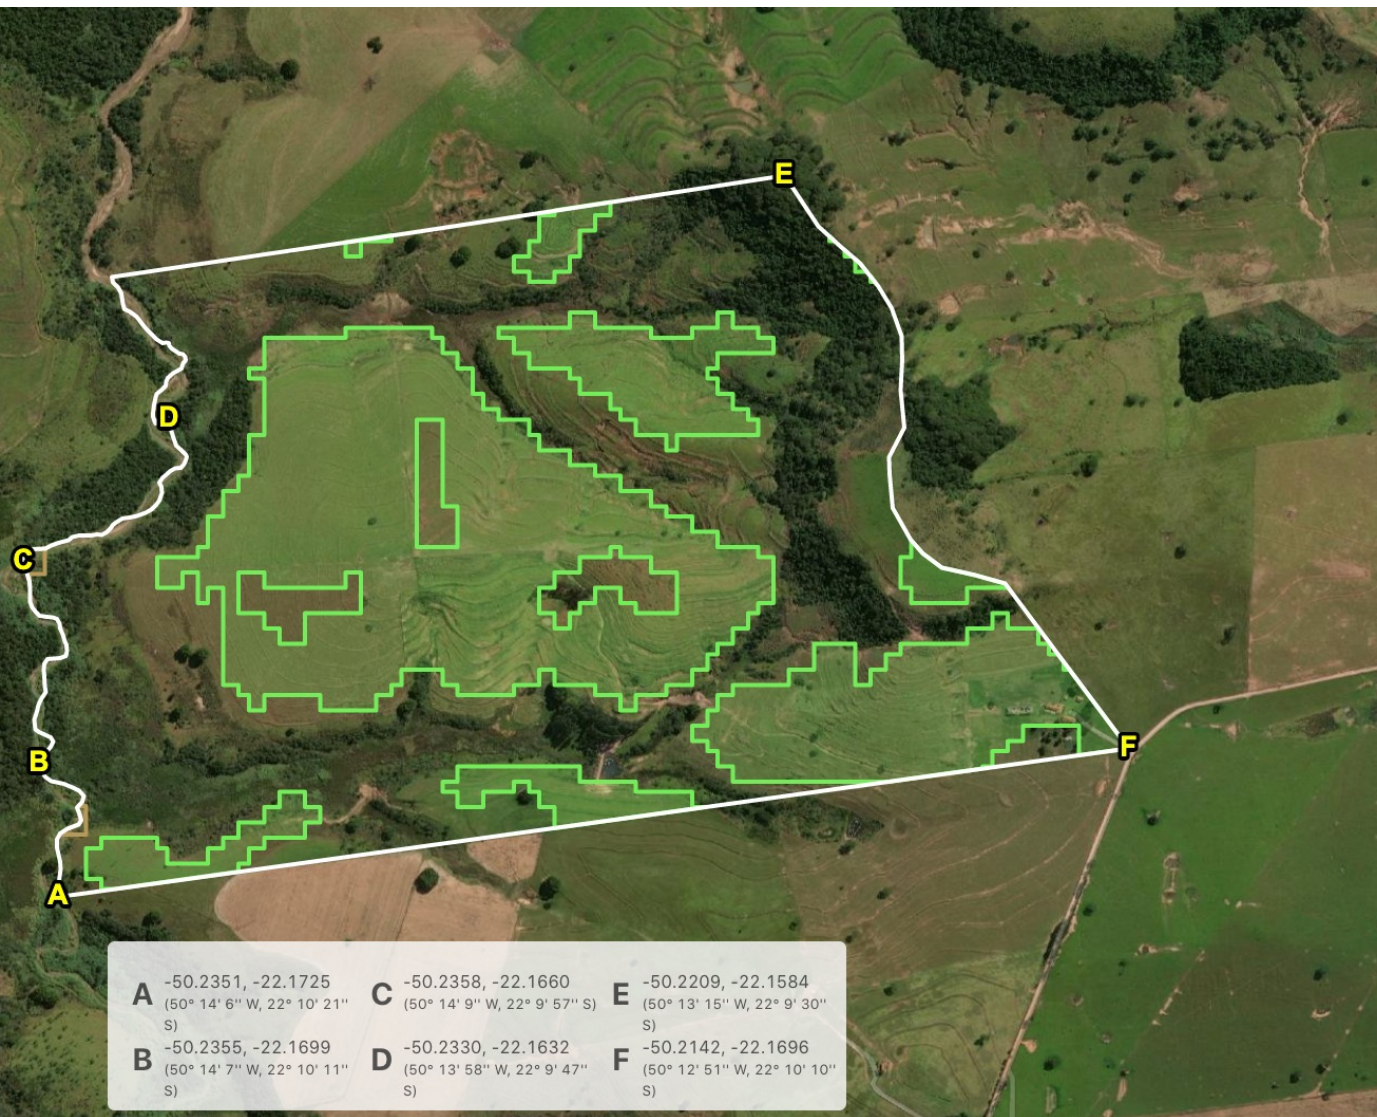 E
D
C
B
F
A
A -50.2351, -22.1725
(50° 14' 6'' W, 22° 10' 21''
S)
C -50.2358, -22.1660
(50° 14' 9'' W, 22° 9' 57'' S)
E -50.2209, -22.1584
(50° 13' 15'' W, 22° 9' 30''
S)
B -50.2355, -22.1699
(50° 14' 7'' W, 22° 10' 11''
S)
D -50.2330, -22.1632
(50° 13' 58'' W, 22° 9' 47''
S)
F -50.2142, -22.1696
(50° 12' 51'' W, 22° 10' 10''
S)